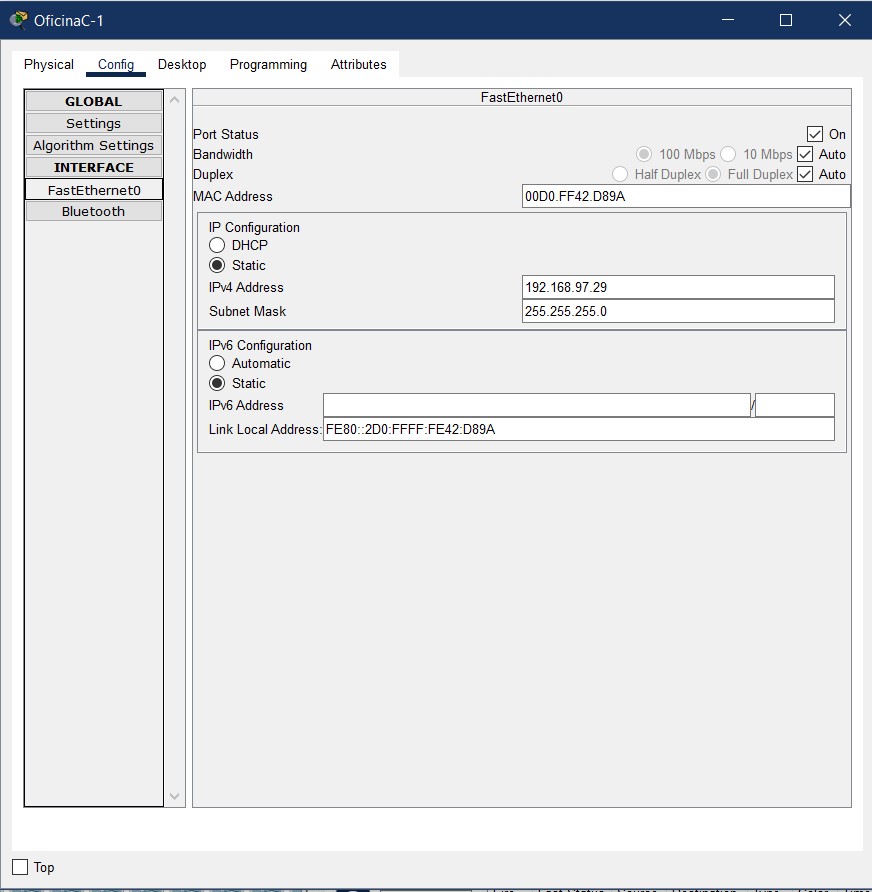 OficinaC-1
Physical Config Desktop Programming Attributes
GLOBAL
Settings
Algorithm Settings
INTERFACE
FastEthernet0
Bluetooth
FastEthernet0
Port Status On
Bandwidth 100 Mbps 10 Mbps Auto
Duplex Half Duplex Full Duplex Auto
MAC Address 00D0.FF42.D89A
IP Configuration
DHCP
Static
IPv4 Address 192.168.97.29
Subnet Mask 255.255.255.0
IPv6 Configuration
Automatic
Static
IPv6 Address /
Link Local Address: FE80::2D0:FFFF:FE42:D89A
Top